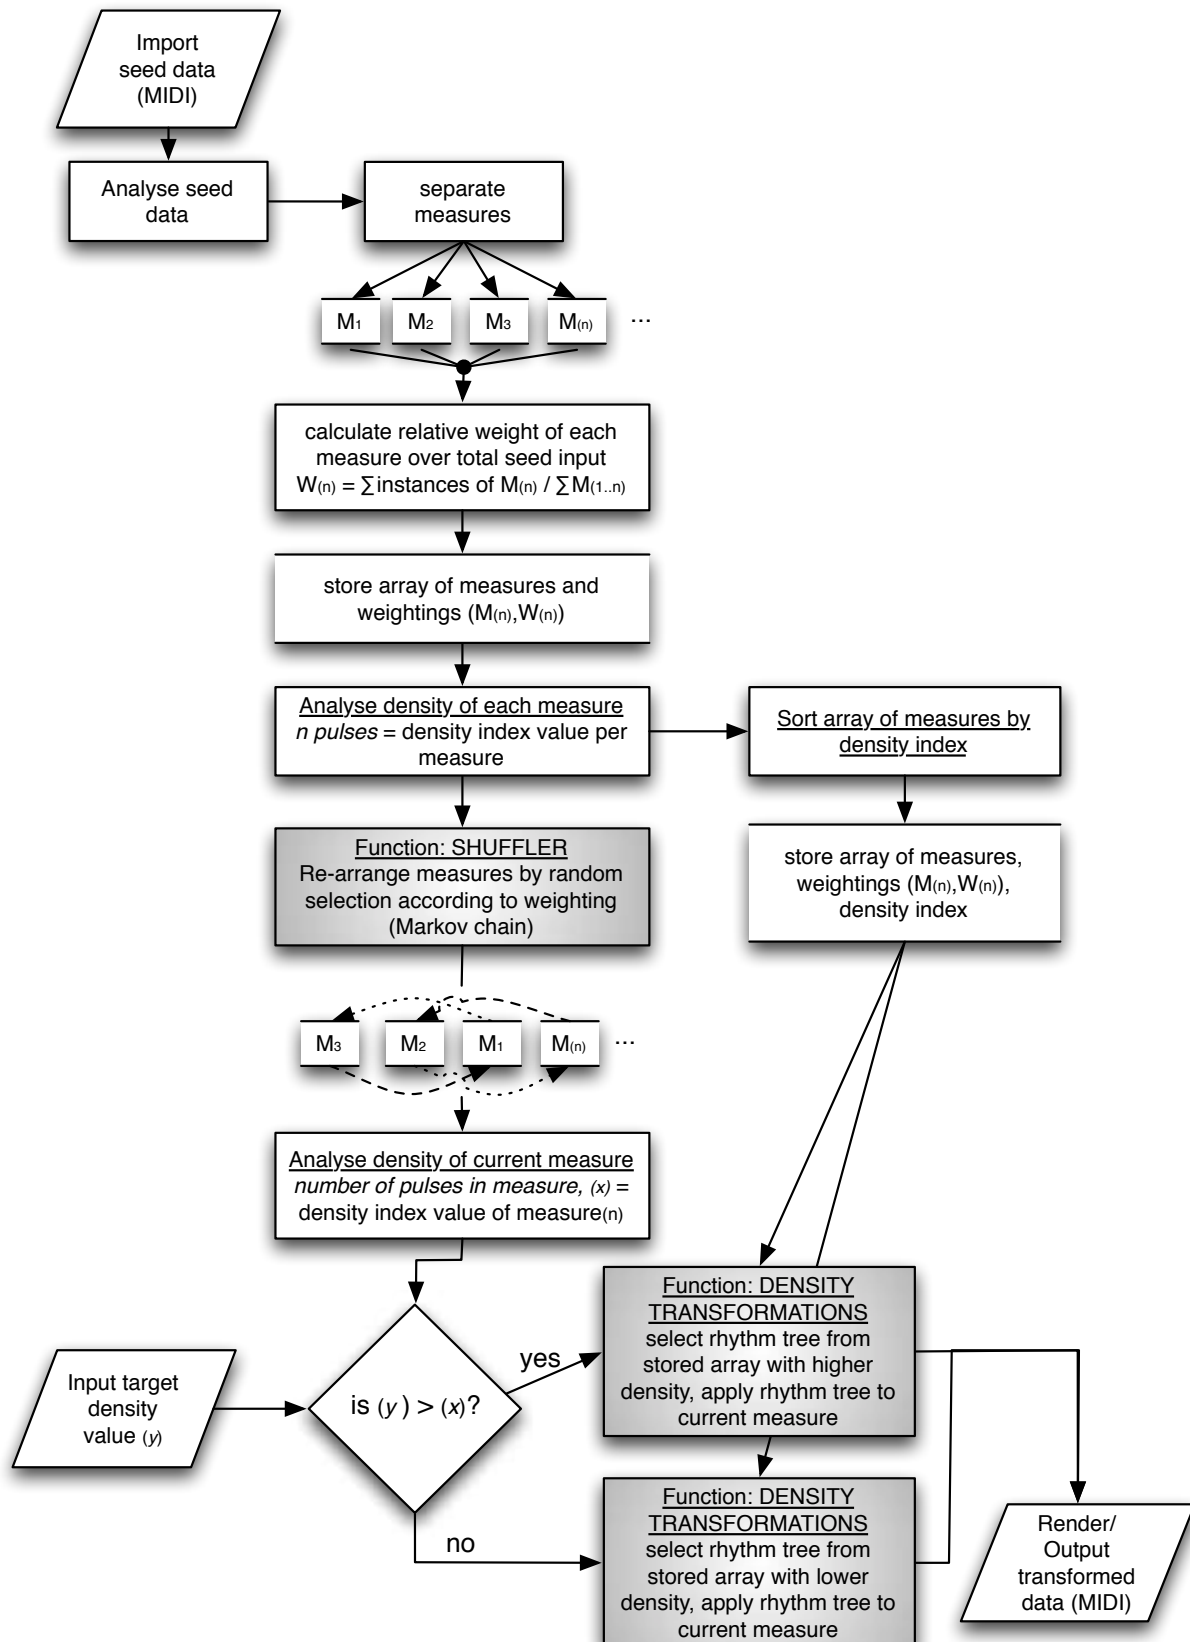 Import
seed data
(MIDI)
Analyse seed
data
separate
measures
M1
M2
M3
M(n)
...
calculate relative weight of each
measure over total seed input
W(n) = ∑instances of M(n) / ∑M(1..n)
store array of measures and
weightings (M(n),W(n))
Analyse density of each measure
n pulses = density index value per
measure
Sort array of measures by
density index
Function: SHUFFLER
Re-arrange measures by random
selection according to weighting
(Markov chain)
store array of measures,
weightings (M(n),W(n)),
density index
M3
M2
M1
M(n)
...
Analyse density of current measure
number of pulses in measure, (x) =
density index value of measure(n)
Input target
density
value (y)
is (y) > (x)?
yes
no
Function: DENSITY
TRANSFORMATIONS
select rhythm tree from
stored array with higher
density, apply rhythm tree to
current measure
Function: DENSITY
TRANSFORMATIONS
select rhythm tree from
stored array with lower
density, apply rhythm tree to
current measure
Render/
Output
transformed
data (MIDI)